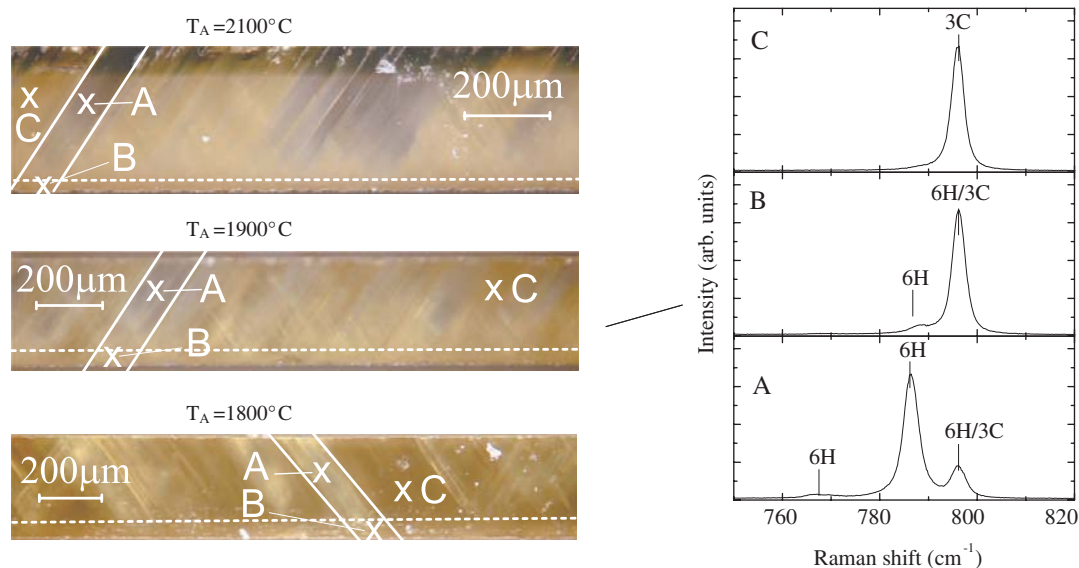 T_A=2100°C
x
C
x
A
B
x
200µm
T_A=1900°C
200µm
x
A
x C
B
x
T_A=1800°C
200µm
A
x
x C
B
x
C
3C
B
6H/3C
6H
A
6H
6H/3C
6H
Intensity (arb. units)
760 780 800 820
Raman shift (cm⁻¹)